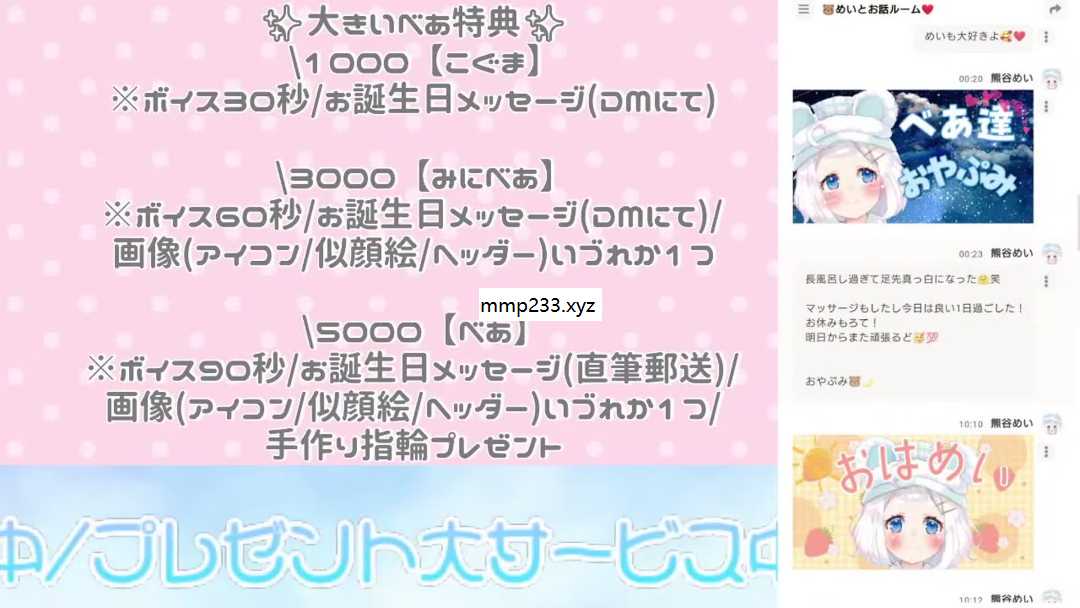 ✨大きいべあ特典✨
\１０００【こぐま】
※ボイス30秒/お誕生日メッセージ(DMにて)
\3000【みにべあ】
※ボイス60秒/お誕生日メッセージ(DMにて)/
画像(アイコン/似顔絵/ヘッダー)いづれか１つ
\5000【べあ】
※ボイス90秒/お誕生日メッセージ(直筆郵送)/
画像(アイコン/似顔絵/ヘッダー)いづれか１つ/
手作り指輪プレゼント
中/プレゼント大サービス中
mmp233.xyz
🐻めいとお話ルーム❤
めいも大好きよ🥰❤
00:20 熊谷めい
べあ達
おやぷみ
00:23 熊谷めい
長風呂し過ぎて足先真っ白になった🤗笑
マッサージもしたし今日は良い1日過ごした！
お休みもろて！
明日からまた頑張るど🥳💯
おやぷみ🐻🌙
10:10 熊谷めい
おはめい
10:12 熊谷めい